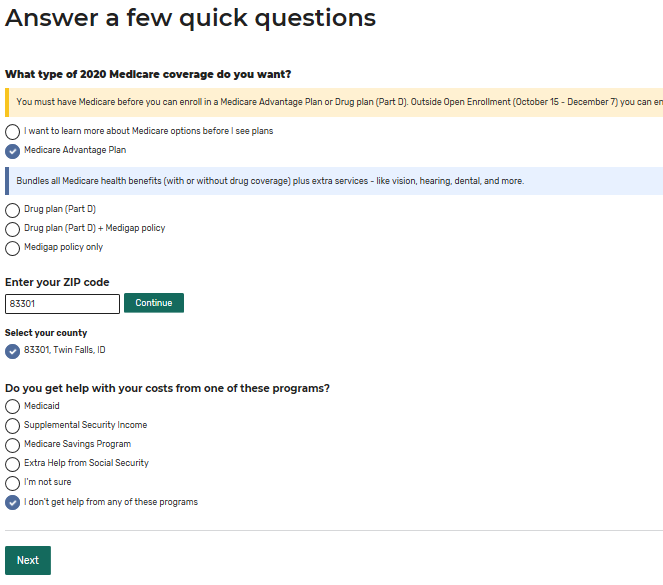 Answer a few quick questions
What type of 2020 Medicare coverage do you want?
You must have Medicare before you can enroll in a Medicare Advantage Plan or Drug plan (Part D). Outside Open Enrollment (October 15 - December 7) you can en
I want to learn more about Medicare options before I see plans
Medicare Advantage Plan
Bundles all Medicare health benefits (with or without drug coverage) plus extra services - like vision, hearing, dental, and more.
Drug plan (Part D)
Drug plan (Part D) + Medigap policy
Medigap policy only
Enter your ZIP code
83301 Continue
Select your county
83301, Twin Falls, ID
Do you get help with your costs from one of these programs?
Medicaid
Supplemental Security Income
Medicare Savings Program
Extra Help from Social Security
I'm not sure
I don't get help from any of these programs
Next